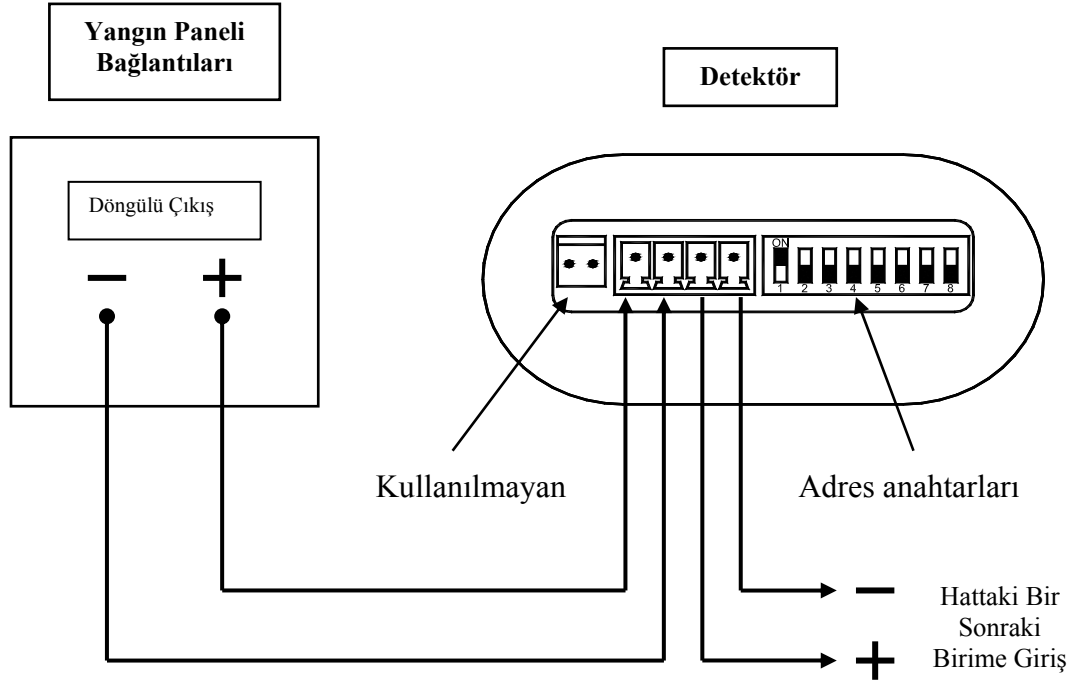 Yangın Paneli
Bağlantıları
Detektör
Döngülü Çıkış
− +
ON
1 2 3 4 5 6 7 8
Kullanılmayan
Adres anahtarları
−
Hattaki Bir
Sonraki
Birime Giriş
+